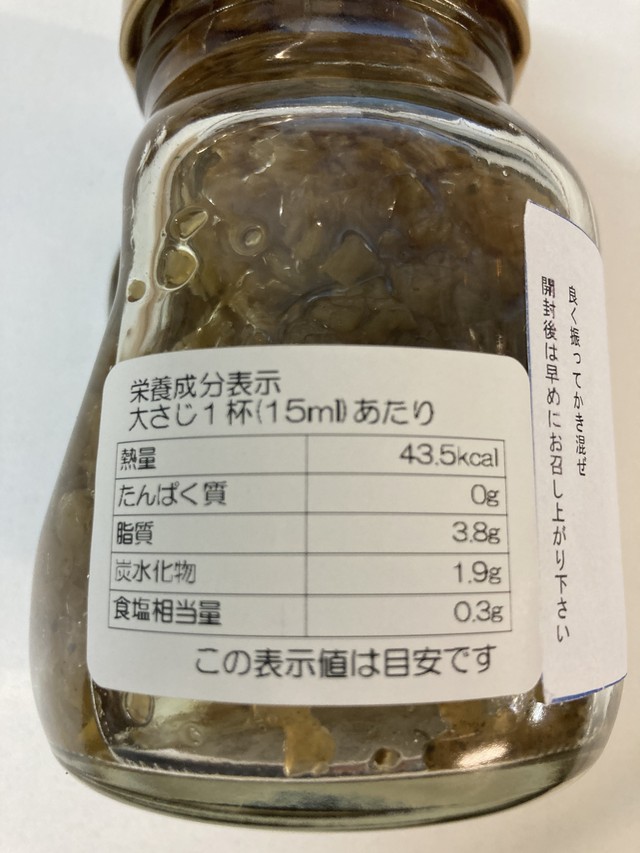 栄養成分表示
大さじ1杯(15ml)あたり
熱量 43.5kcal
たんぱく質 0g
脂質 3.8g
炭水化物 1.9g
食塩相当量 0.3g
この表示値は目安です
良く振ってかき混ぜ
開封後は早めにお召し上がり下さい